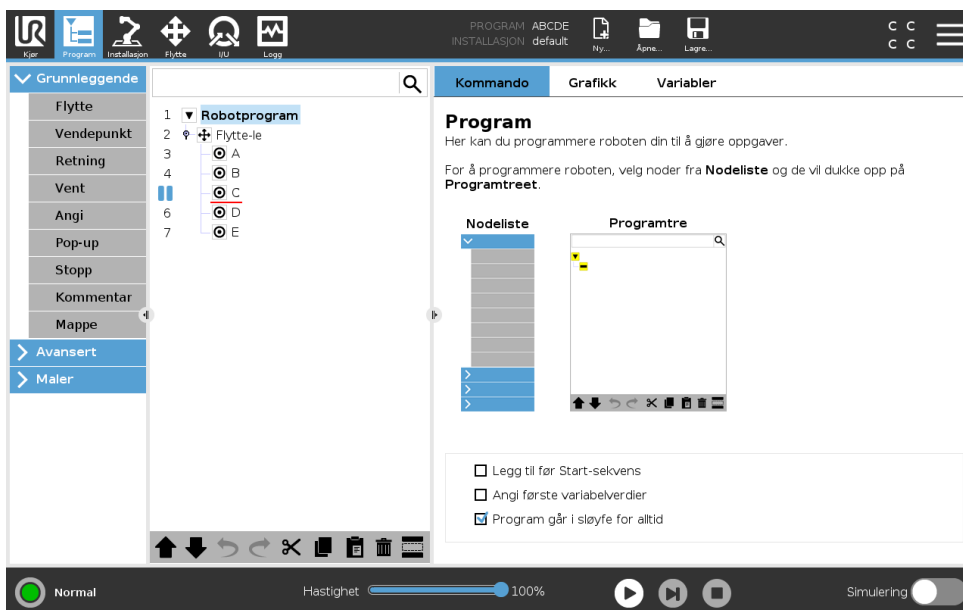 UR
Kjør
Program
Installasjon
Flytte
I/U
Logg
PROGRAM ABCDE
INSTALLASJON default
Ny...
Åpne...
Lagre...
C C
C C
Grunnleggende
Flytte
Vendepunkt
Retning
Vent
Angi
Pop-up
Stopp
Kommentar
Mappe
Avansert
Maler
1 Robotprogram
2 Flytte-le
3 A
4 B
C
6 D
7 E
Kommando
Grafikk
Variabler
Program
Her kan du programmere roboten din til å gjøre oppgaver.
For å programmere roboten, velg noder fra Nodeliste og de vil dukke opp på
Programtreet.
Nodeliste
Programtre
Legg til før Start-sekvens
Angi første variabelverdier
Program går i sløyfe for alltid
Normal
Hastighet
100%
Simulering